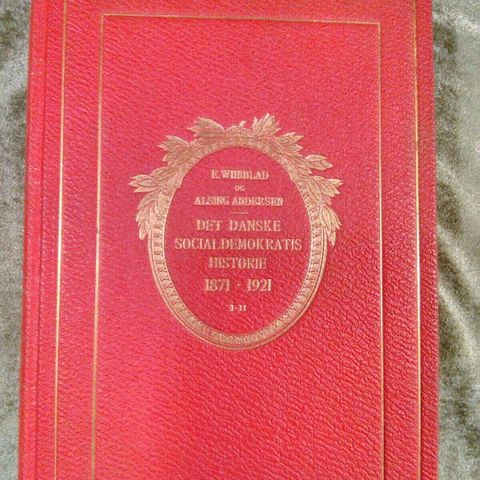 E. WIINBLAD
OG
ALSING ANDERSEN
DET DANSKE
SOCIALDEMOKRATIS
HISTORIE
1871 - 1921
I-II